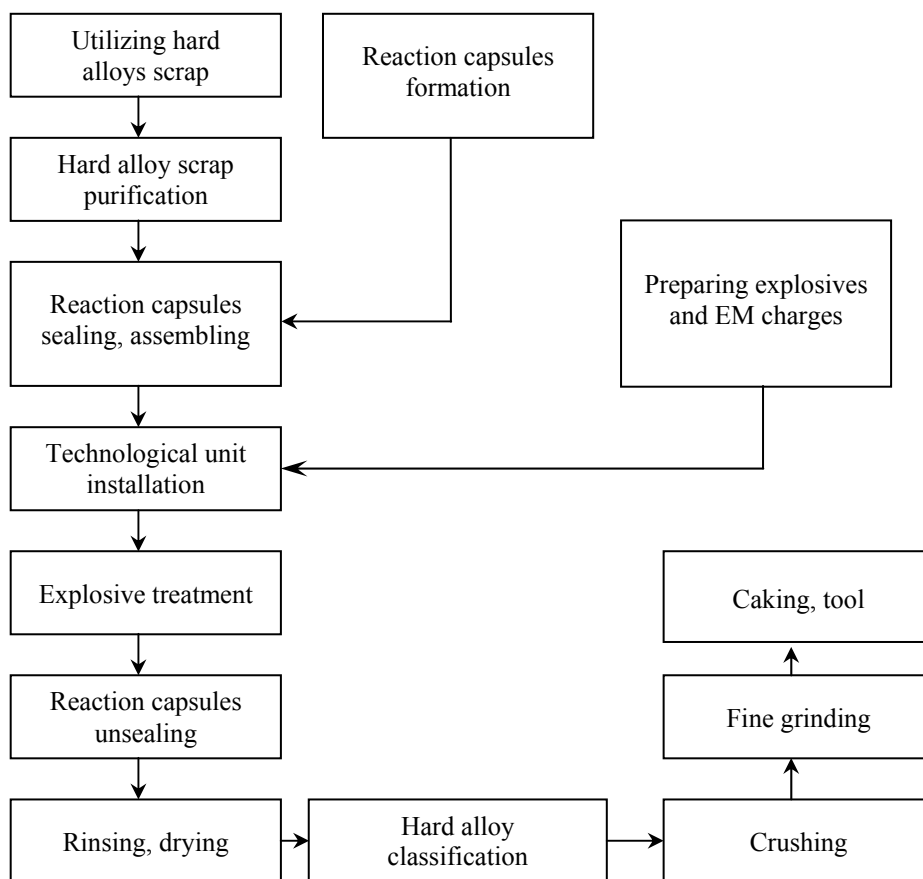 Utilizing hard
alloys scrap
Reaction capsules
formation
Hard alloy scrap
purification
Reaction capsules
sealing, assembling
Preparing explosives
and EM charges
Technological unit
installation
Explosive treatment
Caking, tool
Reaction capsules
unsealing
Fine grinding
Rinsing, drying
Hard alloy
classification
Crushing